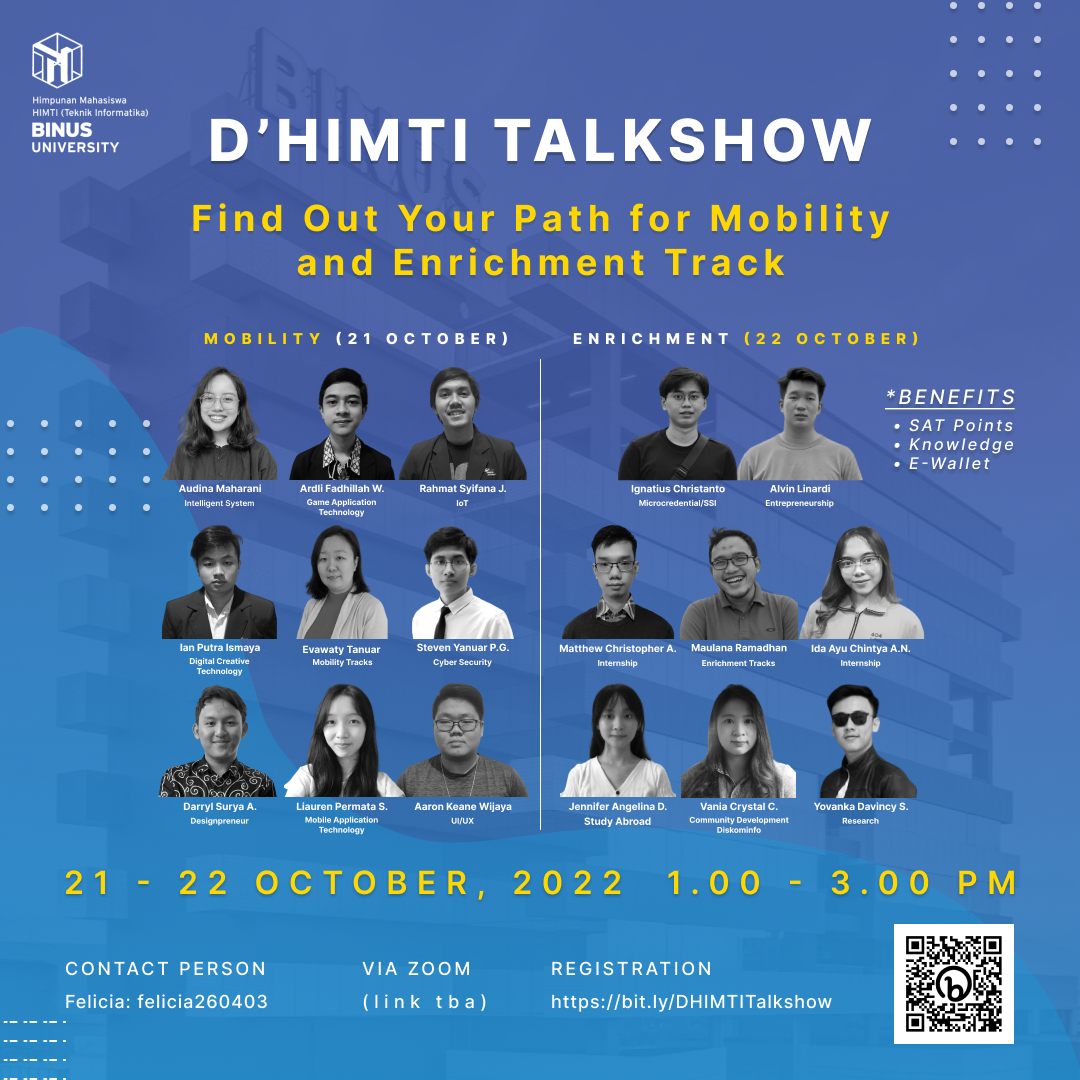 Himpunan Mahasiswa
HIMTI (Teknik Informatika)
BINUS
UNIVERSITY
BINUS
D'HIMTI TALKSHOW
Find Out Your Path for Mobility
and Enrichment Track
MOBILITY (21 OCTOBER)
Audina Maharani
Intelligent System
Ardli Fadhillah W.
Game Application
Technology
Rahmat Syifana J.
IoT
Ian Putra Ismaya
Digital Creative
Technology
Evawaty Tanuar
Mobility Tracks
Steven Yanuar P.G.
Cyber Security
Darryl Surya A.
Designpreneur
Liauren Permata S.
Mobile Application
Technology
Aaron Keane Wijaya
UI/UX
ENRICHMENT (22 OCTOBER)
Ignatius Christanto
Microcredential/SSI
Alvin Linardi
Entrepreneurship
Matthew Christopher A.
Internship
Maulana Ramadhan
Enrichment Tracks
404
Ida Ayu Chintya A.N.
Internship
Jennifer Angelina D.
Study Abroad
Vania Crystal C.
Community Development
Diskominfo
Yovanka Davincy S.
Research
*BENEFITS
• SAT Points
• Knowledge
• E-Wallet
21 - 22 OCTOBER, 2022 1.00 - 3.00 PM
CONTACT PERSON
Felicia: felicia260403
VIA ZOOM
(link tba)
REGISTRATION
https://bit.ly/DHIMTITalkshow
b